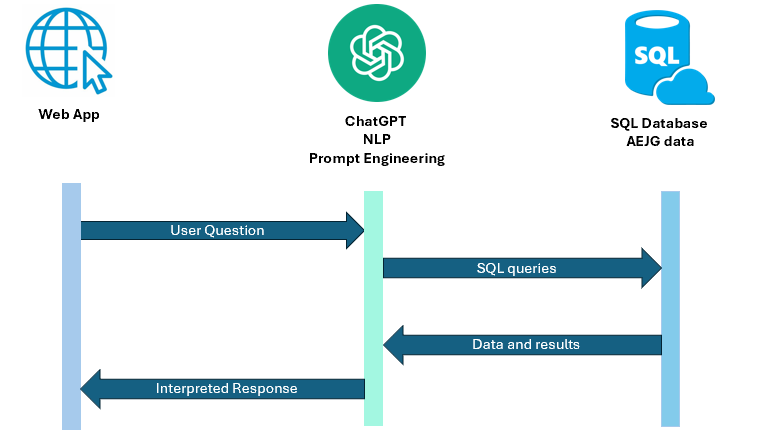 SQL
Web App
ChatGPT
NLP
Prompt Engineering
SQL Database
AEJG data
User Question
SQL queries
Data and results
Interpreted Response